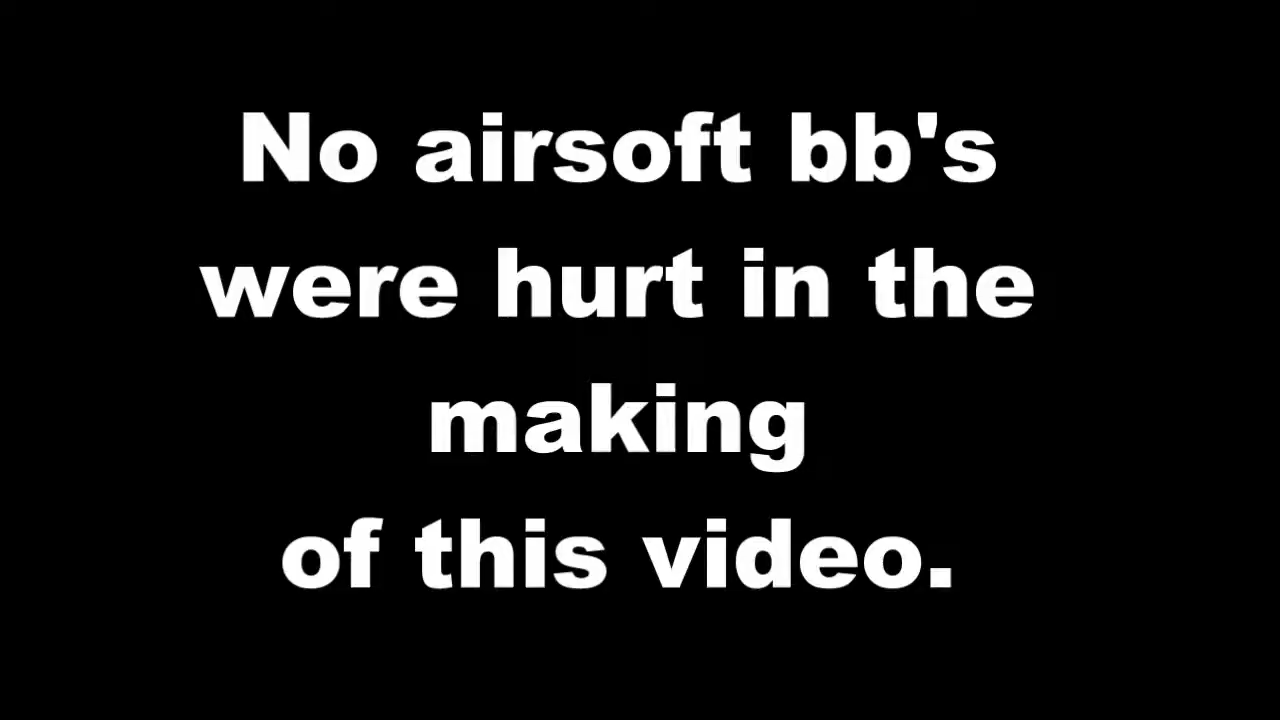 No airsoft bb's
were hurt in the
making
of this video.